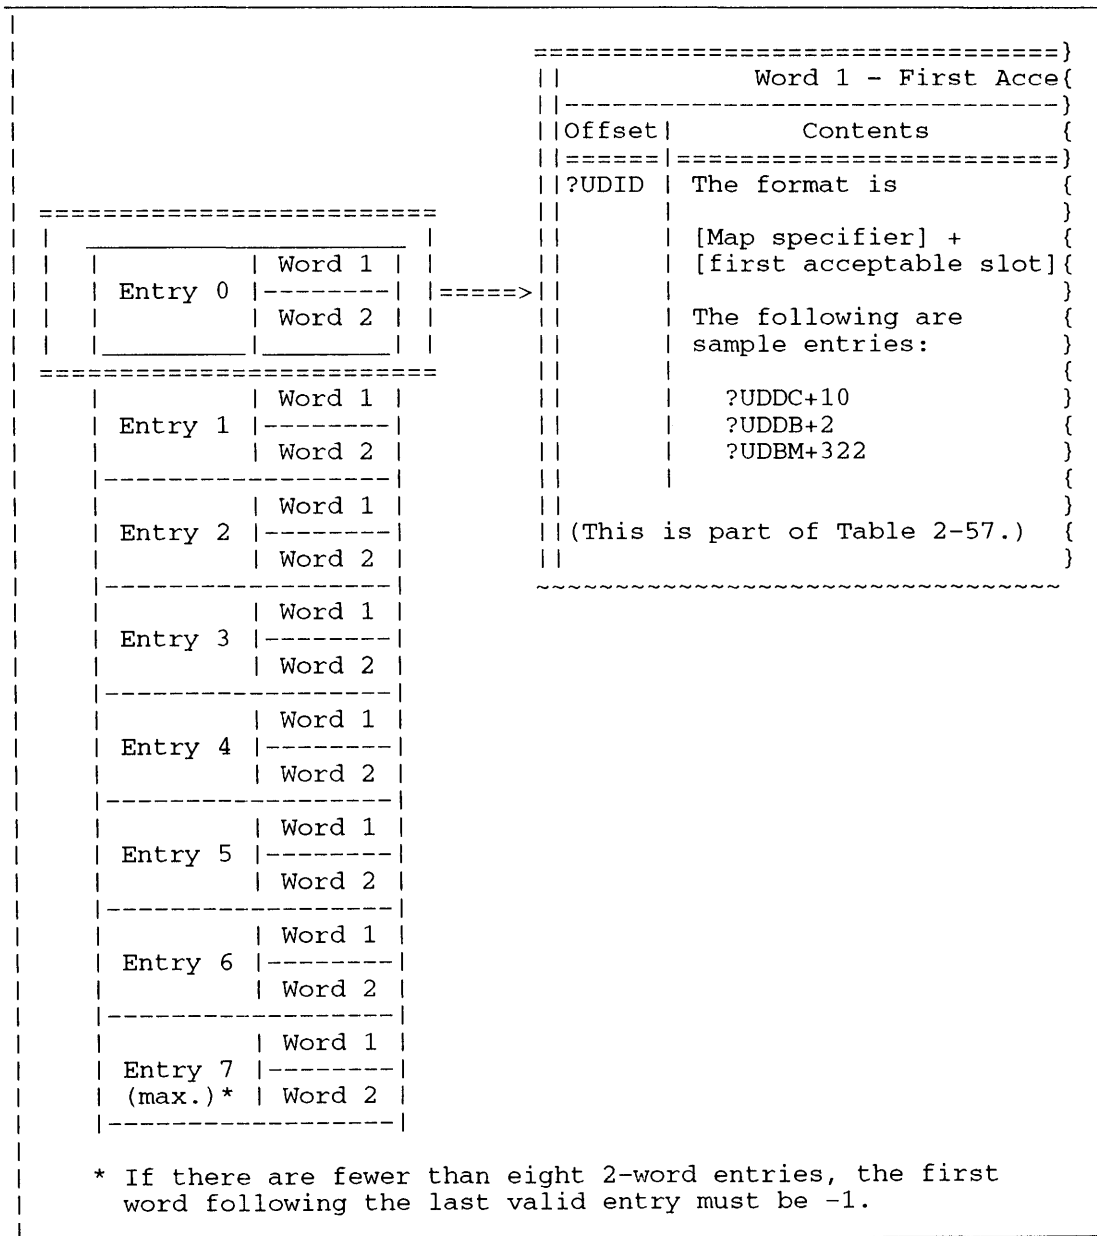 Word 1 - First Acce
Offset Contents
?UDID The format is
[Map specifier] +
[first acceptable slot]
The following are
sample entries:
?UDDC+10
?UDDB+2
?UDBM+322
(This is part of Table 2-57.)
Word 1
Entry 0
Word 2
Word 1
Entry 1
Word 2
Word 1
Entry 2
Word 2
Word 1
Entry 3
Word 2
Word 1
Entry 4
Word 2
Word 1
Entry 5
Word 2
Word 1
Entry 6
Word 2
Word 1
Entry 7
(max.)* Word 2
* If there are fewer than eight 2-word entries, the first
word following the last valid entry must be -1.